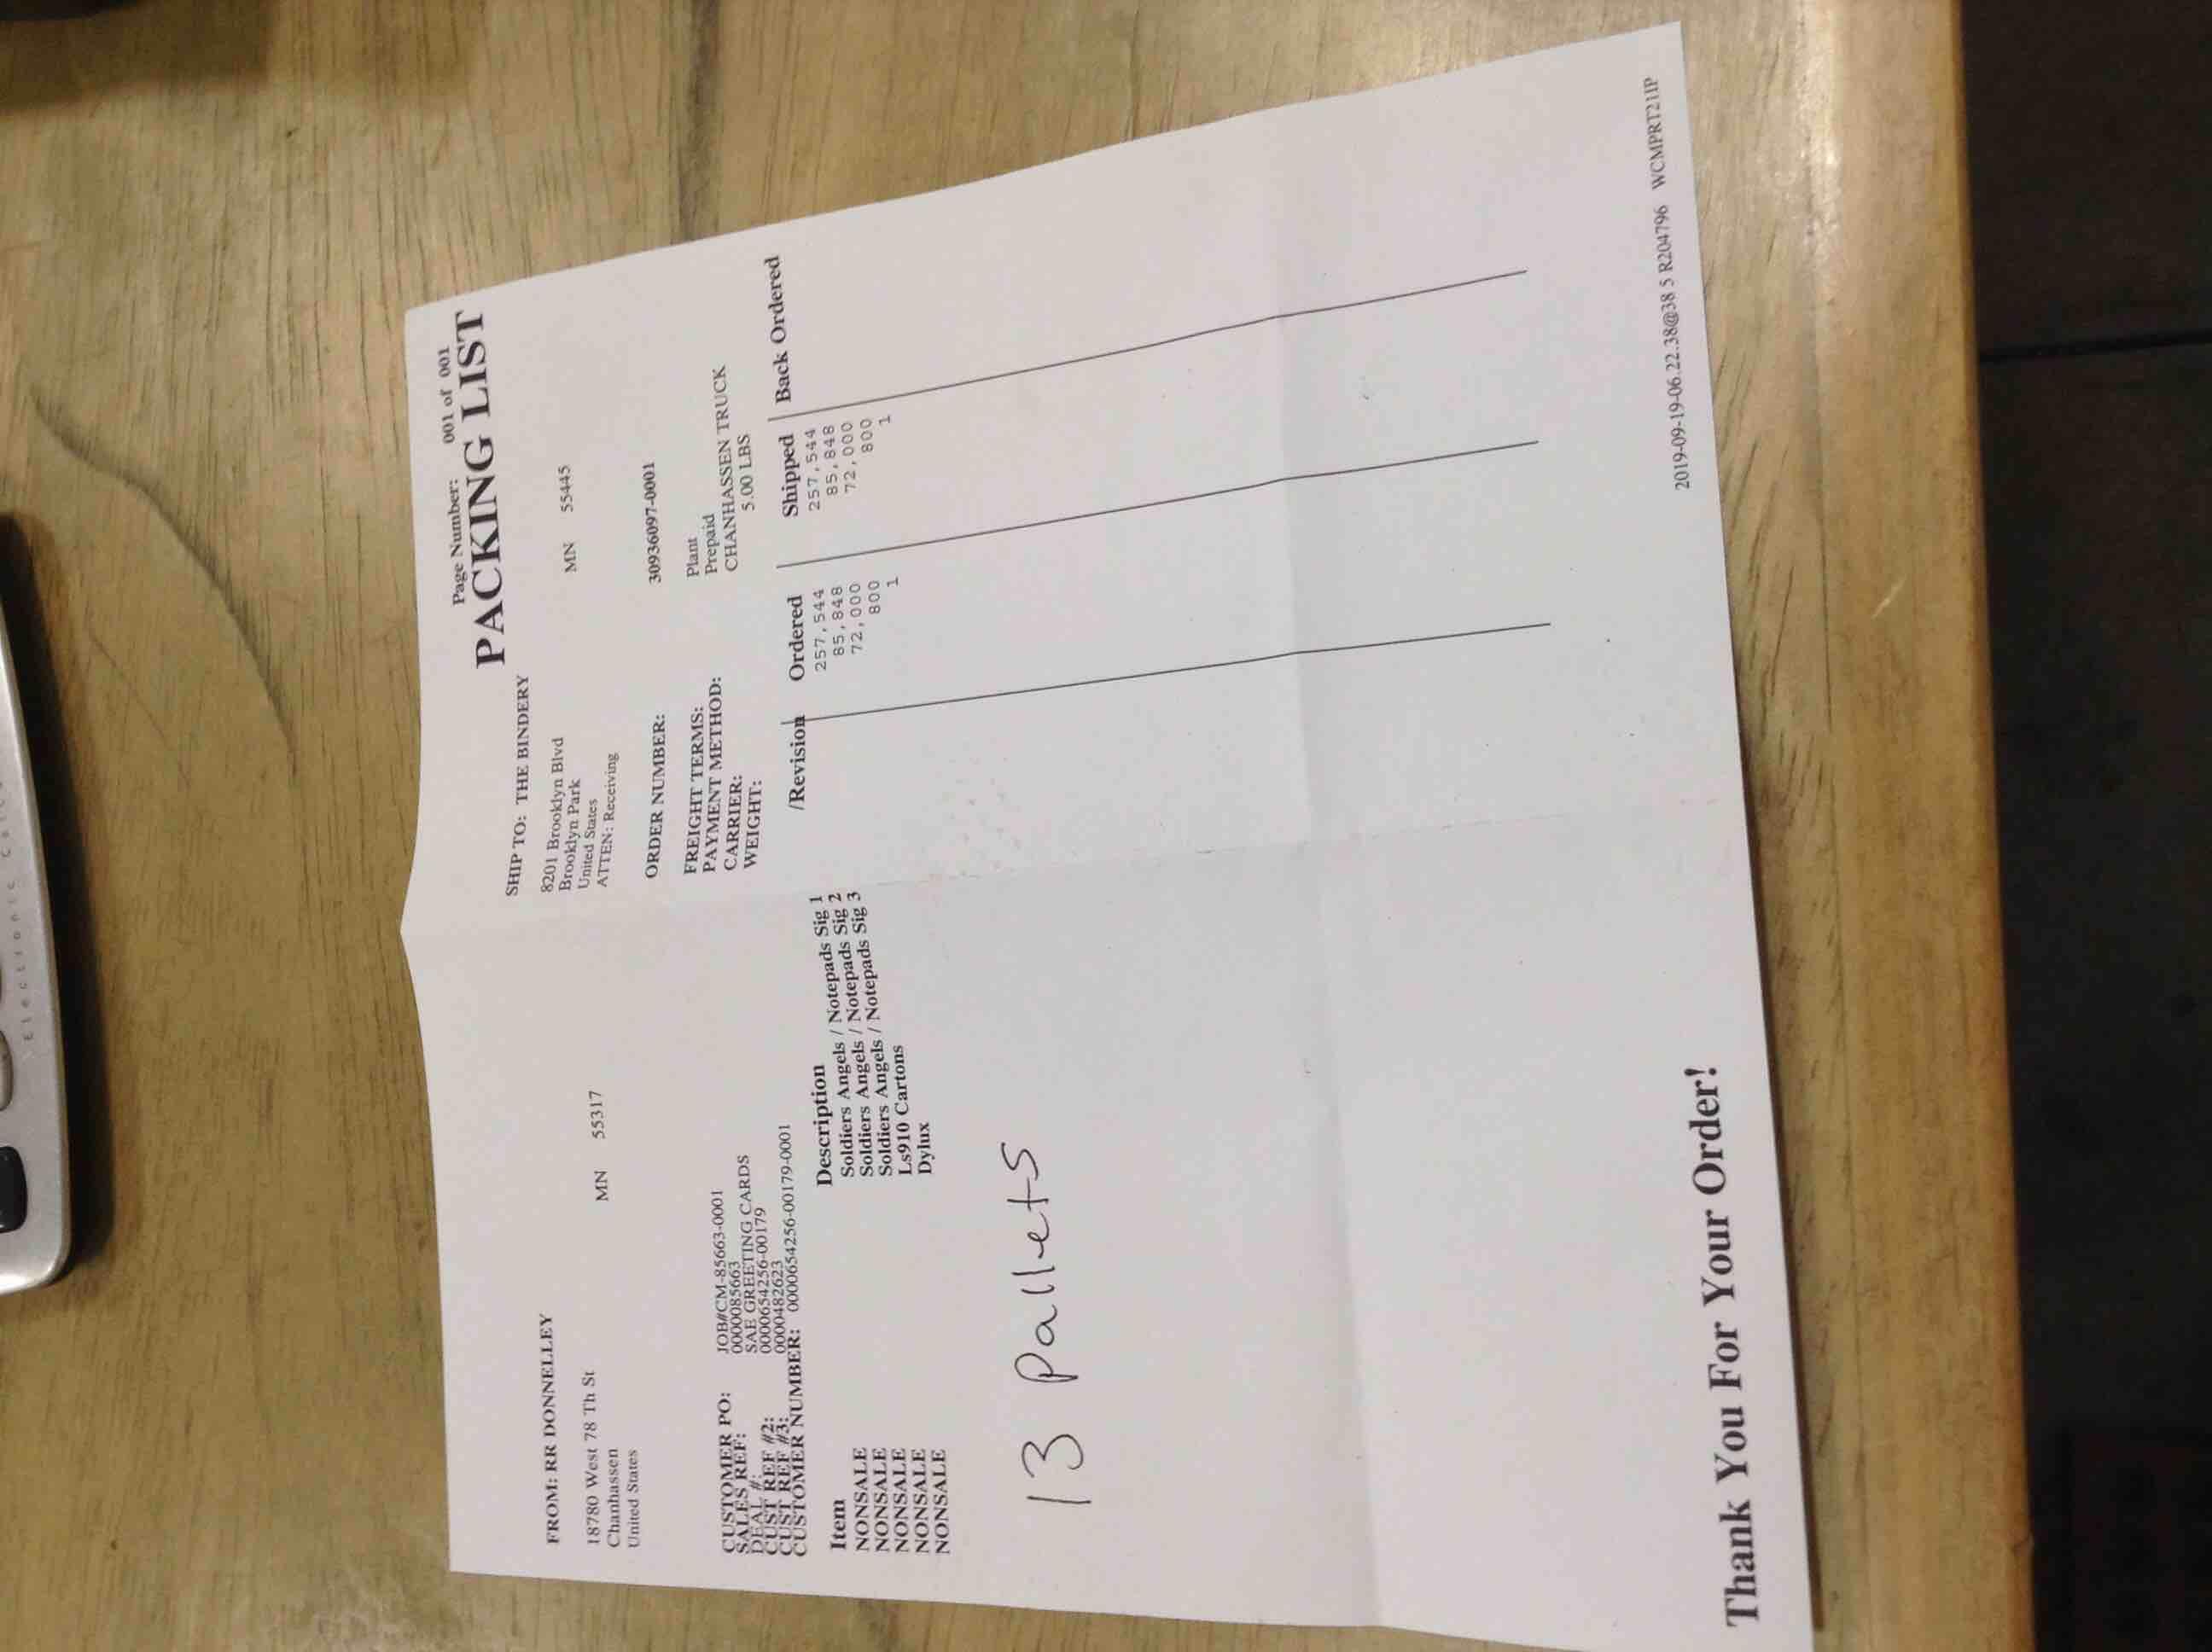 Page Number: 001 of 001
PACKING LIST
FROM: RR DONNELLEY
18780 West 78 Th St
Chanhassen MN 55317
United States
SHIP TO: THE BINDERY
8201 Brooklyn Blvd
Brooklyn Park MN 55445
United States
ATTEN: Receiving
ORDER NUMBER: 30936097-0001
CUSTOMER PO: JOB#CM-85663-0001
SALES REF: 0000085663
DEAL #: SAE GREETING CARDS
CUST REF #2: 0000654256-00179
CUST REF #3: 0000482623
CUSTOMER NUMBER: 0000654256-00179-0001
FREIGHT TERMS: Plant
PAYMENT METHOD: Prepaid
CARRIER: CHANHASSEN TRUCK
WEIGHT: 5.00 LBS
Item Description /Revision Ordered Shipped Back Ordered
NONSALE Soldiers Angels / Notepads Sig 1 257,544 257,544
NONSALE Soldiers Angels / Notepads Sig 2 85,848 85,848
NONSALE Soldiers Angels / Notepads Sig 3 72,000 72,000
NONSALE Ls910 Cartons 800 800
NONSALE Dylux 1 1
13 Pallets
Thank You For Your Order!
2019-09-19-06.22.38@38 5 R204796 WCMPRT21IP